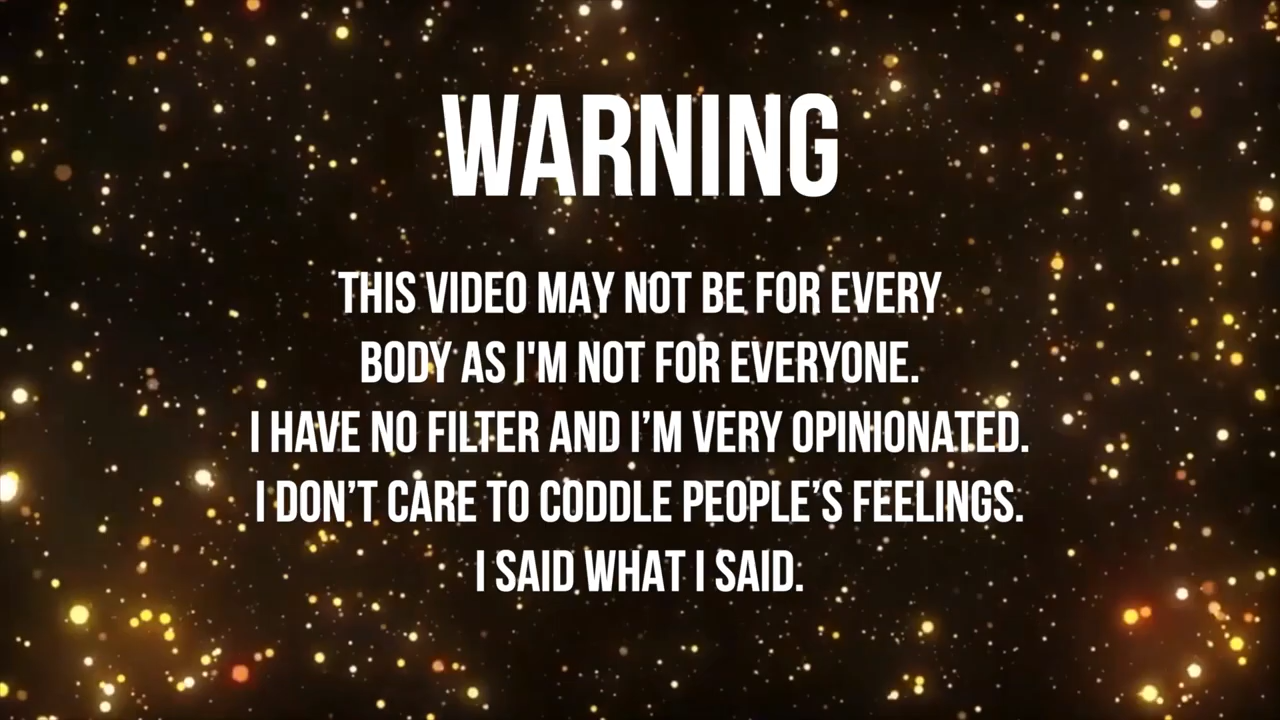 WARNING
THIS VIDEO MAY NOT BE FOR EVERY
BODY AS I'M NOT FOR EVERYONE.
I HAVE NO FILTER AND I’M VERY OPINIONATED.
I DON’T CARE TO CODDLE PEOPLE’S FEELINGS.
I SAID WHAT I SAID.